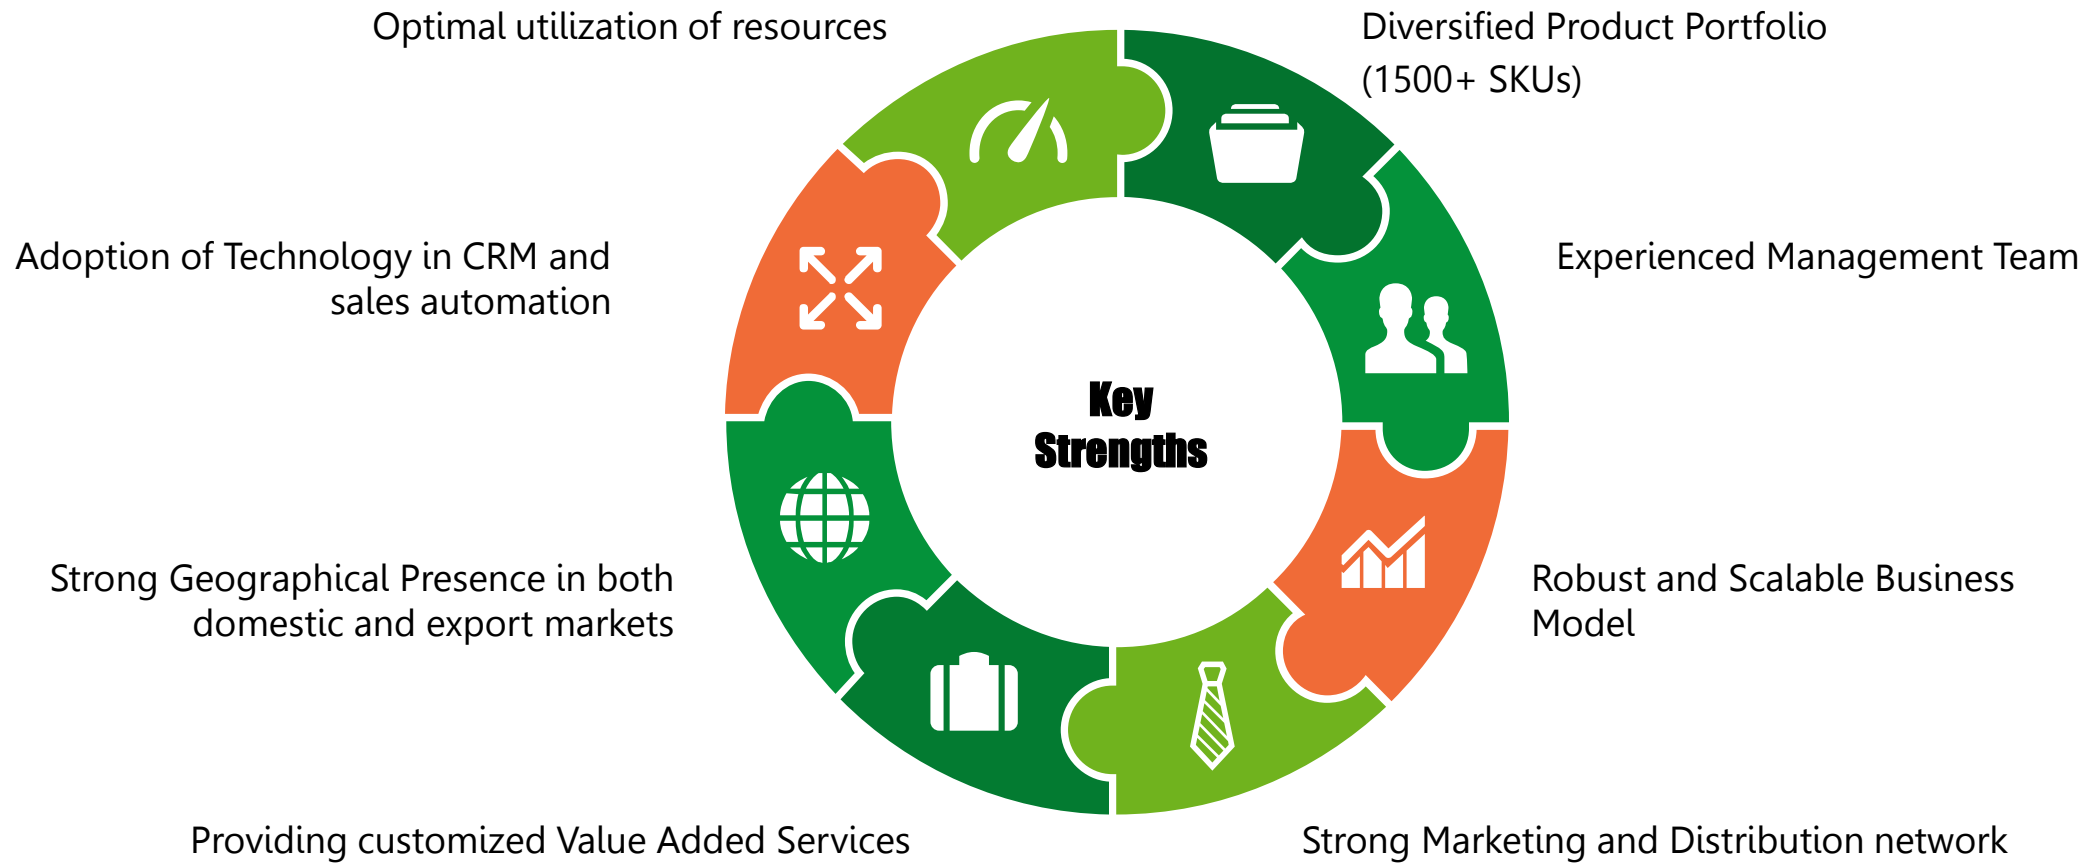 Optimal utilization of resources
Diversified Product Portfolio
(1500+ SKUs)
Adoption of Technology in CRM and
sales automation
Experienced Management Team
Key
Strengths
Strong Geographical Presence in both
domestic and export markets
Robust and Scalable Business
Model
Providing customized Value Added Services
Strong Marketing and Distribution network